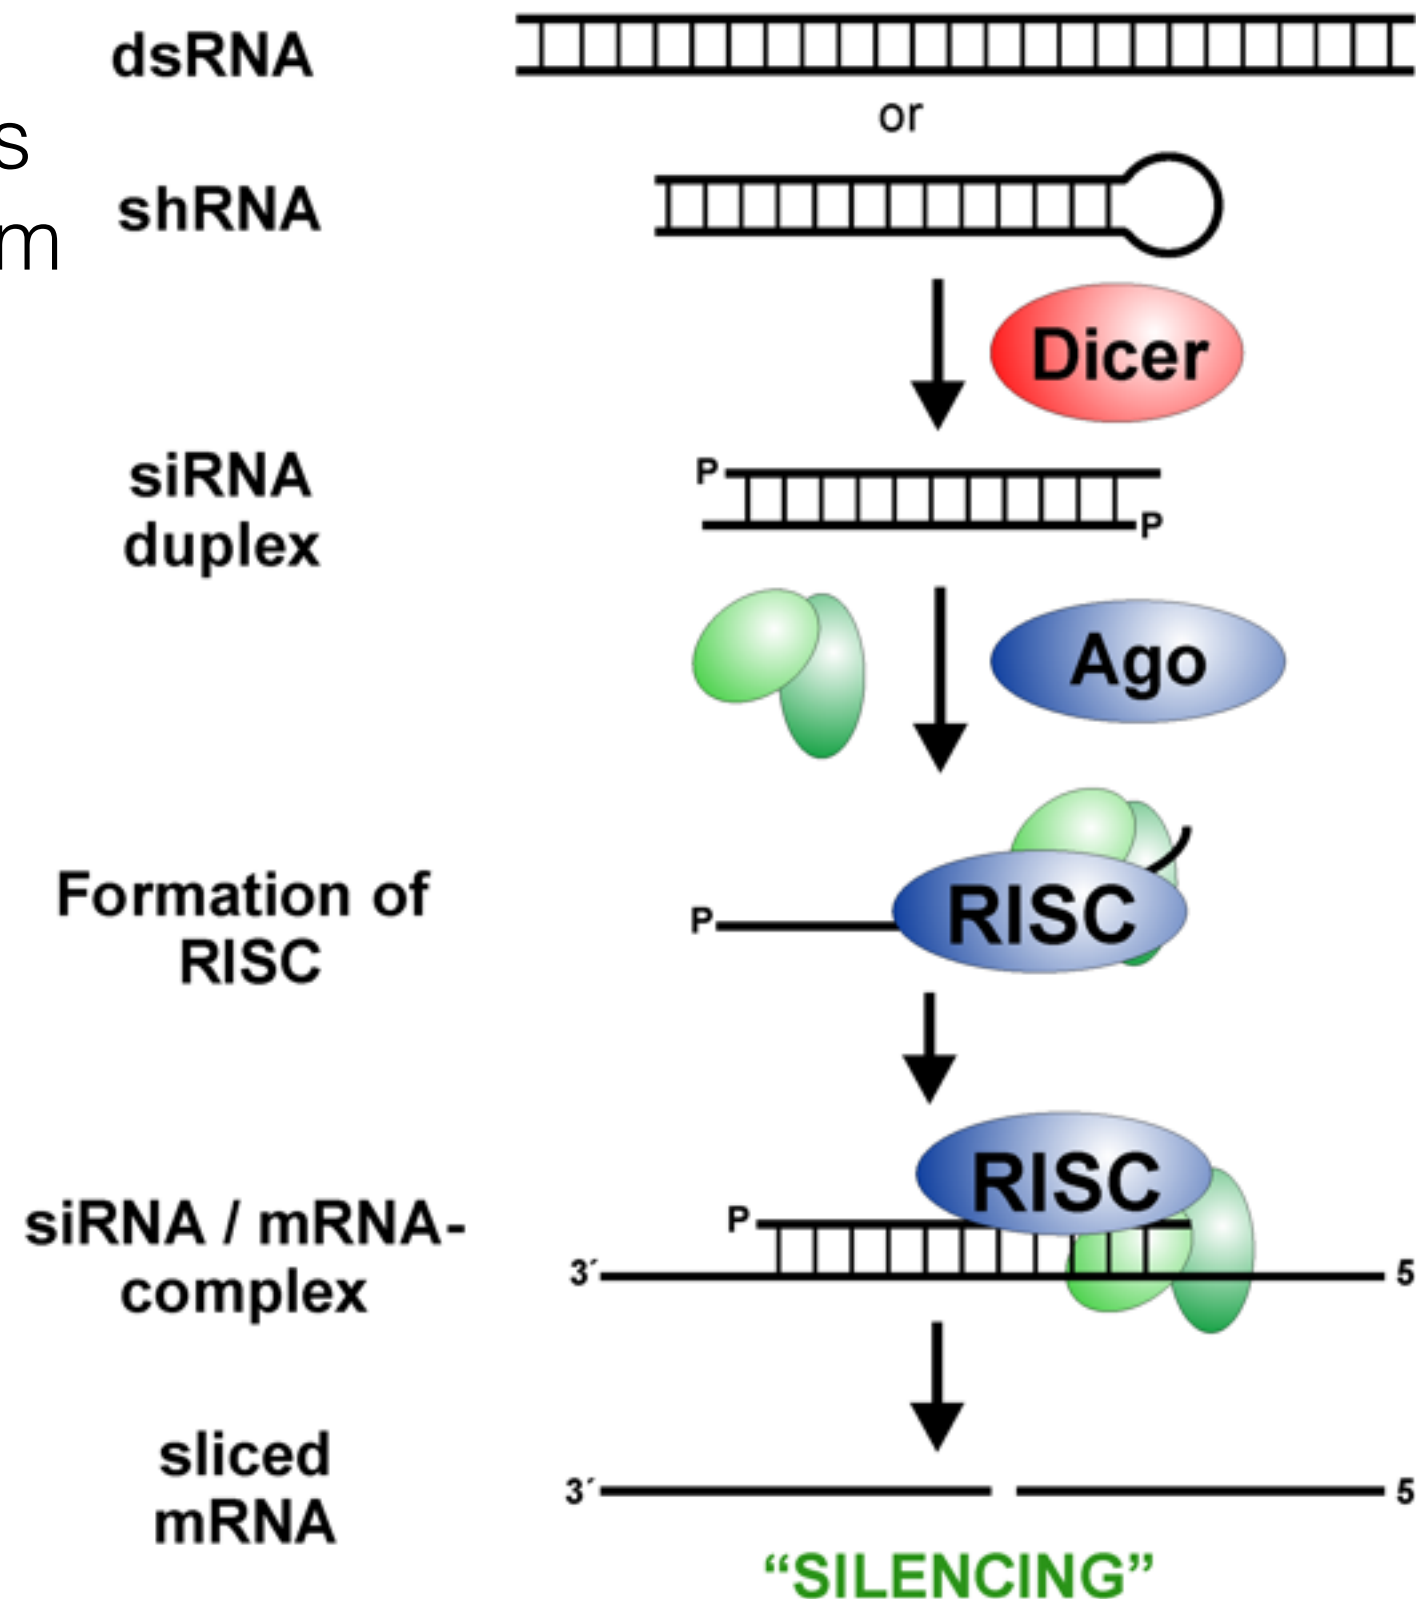 dsRNA
or
s
shRNA
m
Dicer
siRNA
duplex
P
P
Ago
Formation of
RISC
P
RISC
RISC
siRNA / mRNA-
complex
P
3´
5
sliced
mRNA
3´
5
“SILENCING”